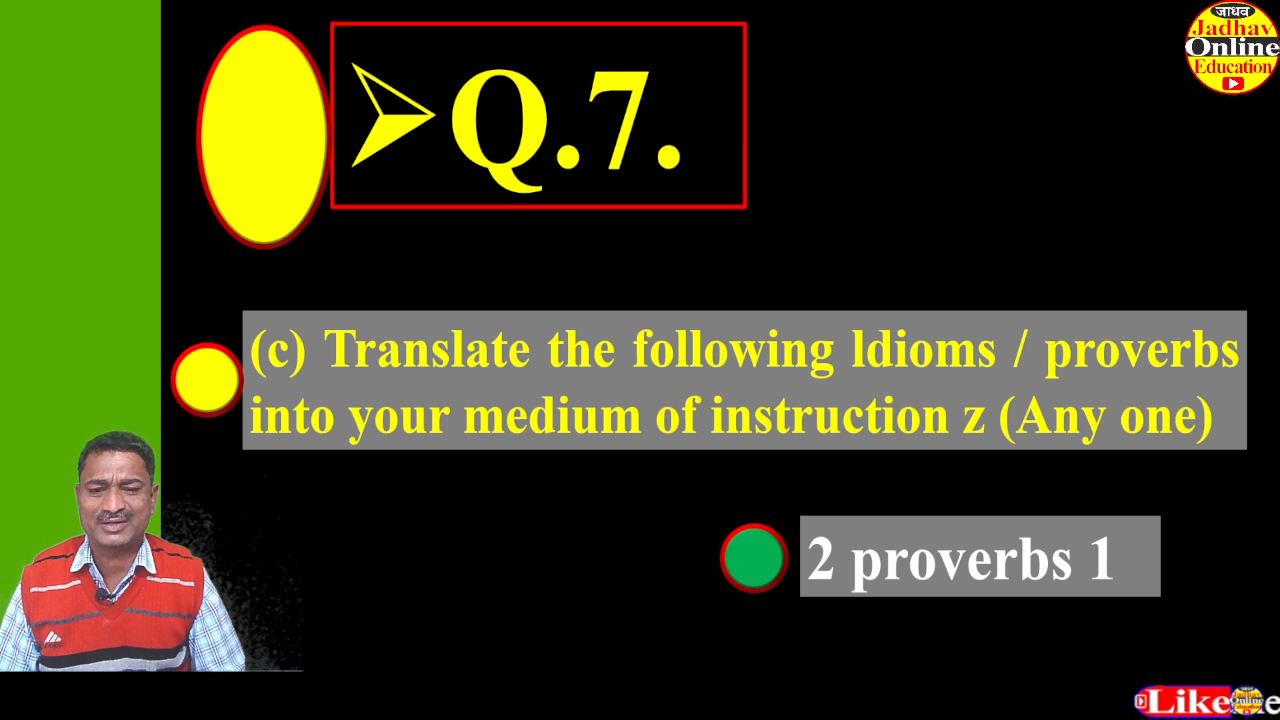 जाधव
Jadhav
Online
Education
➢Q.7.
(c) Translate the following ldioms / proverbs
into your medium of instruction z (Any one)
2 proverbs 1
Like